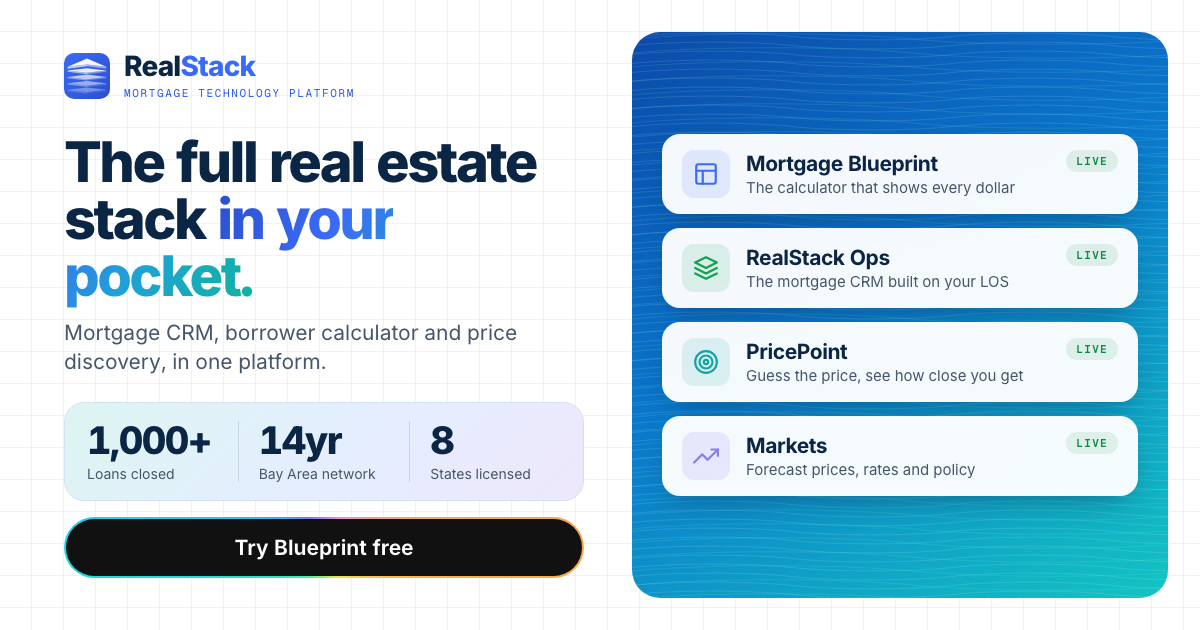 RealStack
MORTGAGE TECHNOLOGY PLATFORM
The full real estate
stack in your
pocket.
Mortgage CRM, borrower calculator and price
discovery, in one platform.
1,000+
Loans closed
14yr
Bay Area network
8
States licensed
Try Blueprint free
Mortgage Blueprint
LIVE
The calculator that shows every dollar
RealStack Ops
LIVE
The mortgage CRM built on your LOS
PricePoint
LIVE
Guess the price, see how close you get
Markets
LIVE
Forecast prices, rates and policy